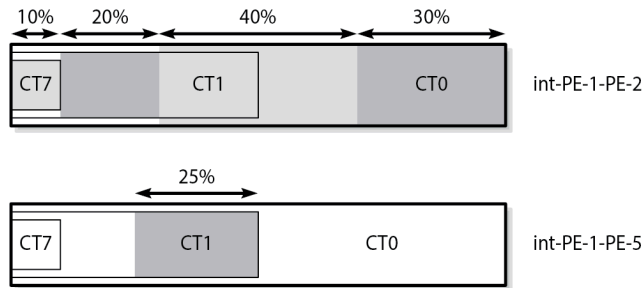 10% 20% 40% 30%
CT7 CT1 CT0 int-PE-1-PE-2
25%
CT7 CT1 CT0 int-PE-1-PE-5